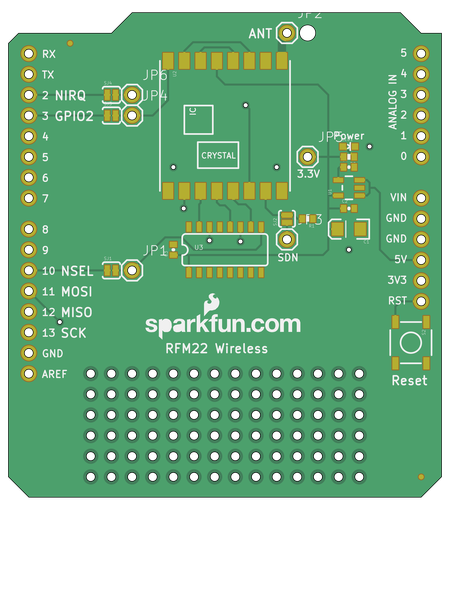 JP2
ANT
RX
TX
2 NIRQ
3 GPIO2
4
5
6
7
8
9
10 NSEL
11 MOSI
12 MISO
13 SCK
GND
AREF
JP6
JP4
IC
CRYSTAL
Power
3.3V
JP1
U3
SDN
sparkfun.com
RFM22 Wireless
5
4
3
2
1
0
ANALOG IN
VIN
GND
GND
5V
3V3
RST
Reset